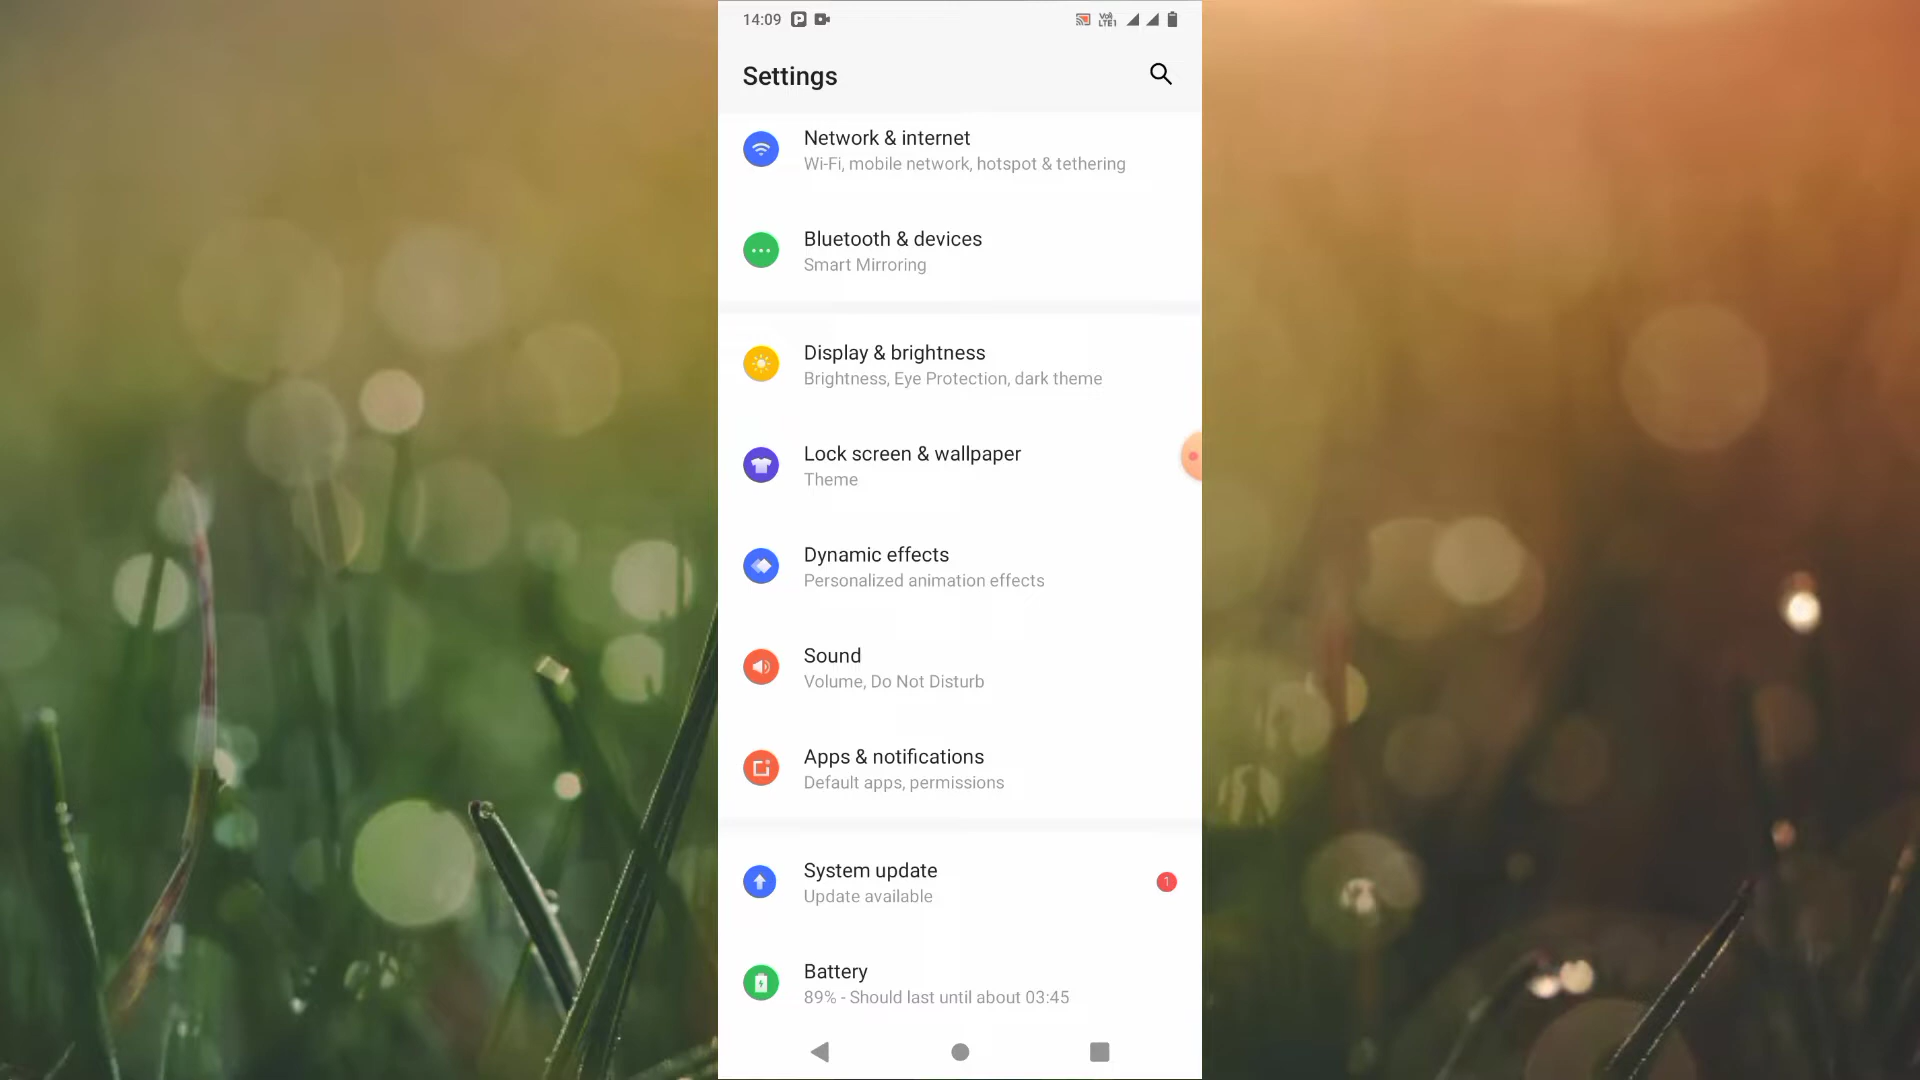 14:09
VoI
LTE1
Settings
Network & internet
Wi-Fi, mobile network, hotspot & tethering
Bluetooth & devices
Smart Mirroring
Display & brightness
Brightness, Eye Protection, dark theme
Lock screen & wallpaper
Theme
Dynamic effects
Personalized animation effects
Sound
Volume, Do Not Disturb
Apps & notifications
Default apps, permissions
System update
1
Update available
Battery
89% - Should last until about 03:45